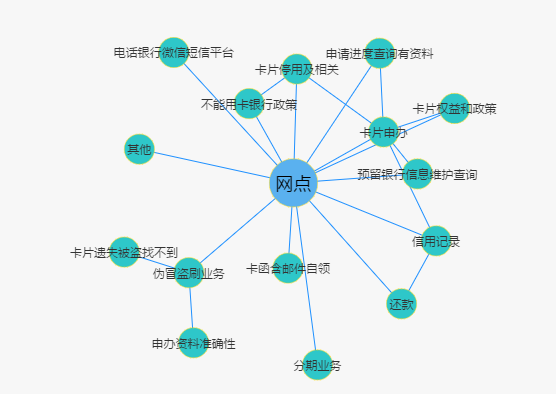 电话银行微信短信平台
申请进度查询有资料
卡片停用及相关
不能用卡银行政策
卡片权益和政策
卡片申办
其他
预留银行信息维护查询
网点
信用记录
卡片遗失被盗找不到
伪冒盗刷业务
卡函含邮件自领
还款
申办资料准确性
分期业务